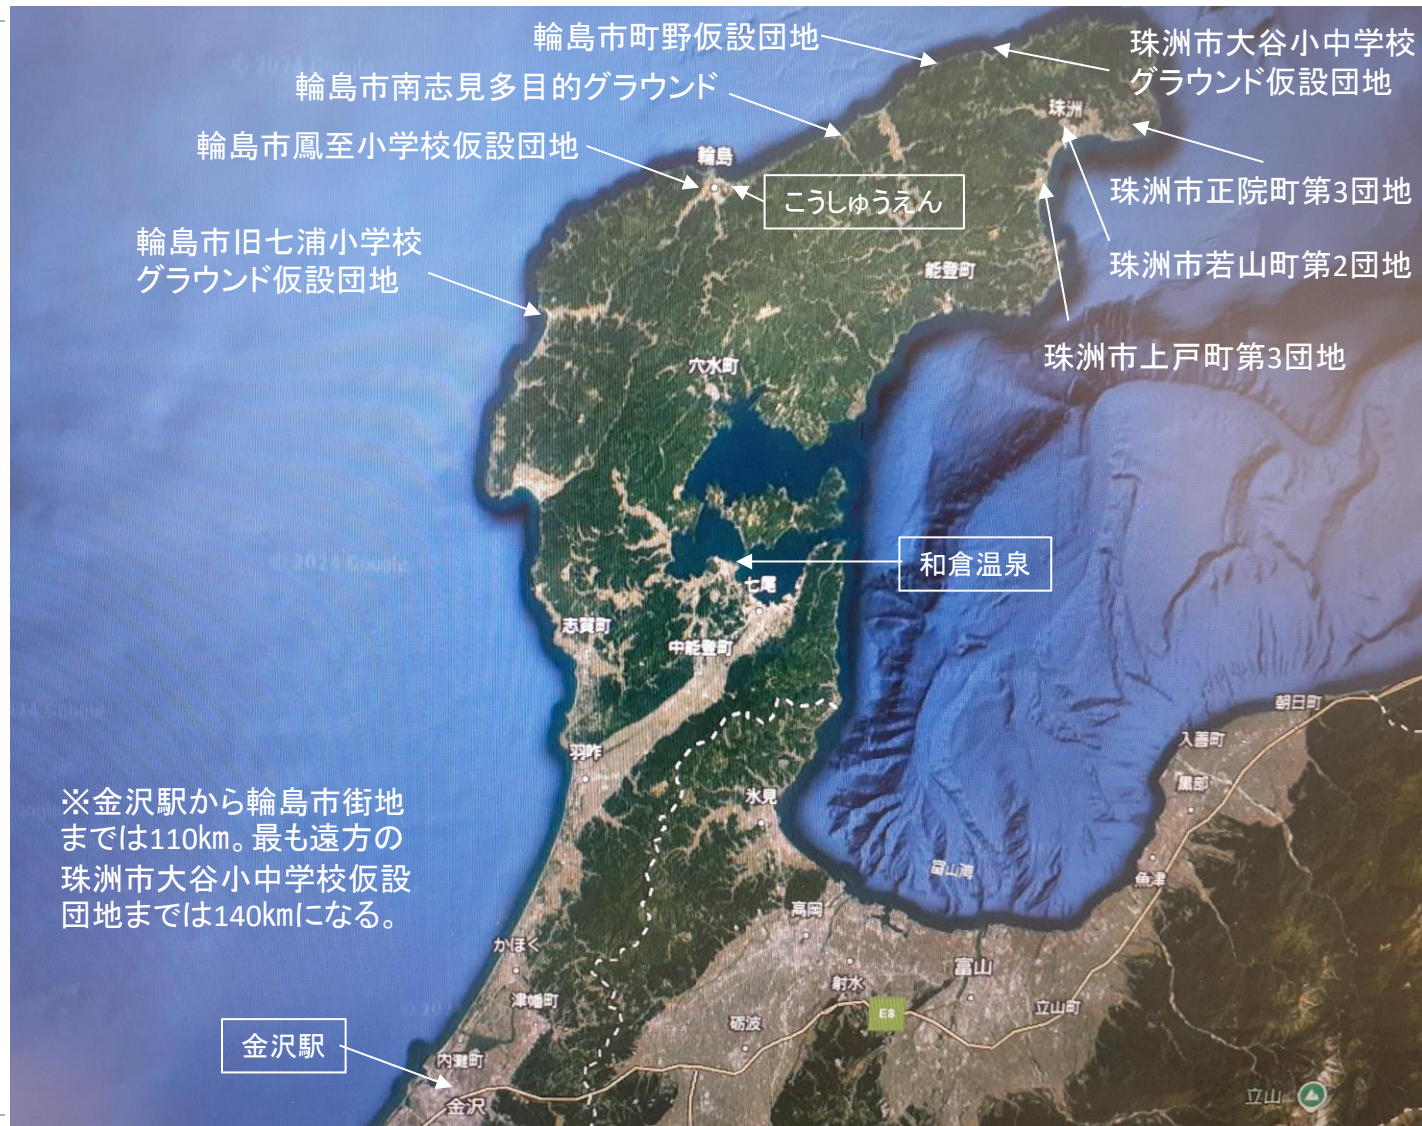 © 2024 Google
輪島市町野仮設団地
珠洲市大谷小中学校
グラウンド仮設団地
輪島市南志見多目的グラウンド
珠洲
輪島市鳳至小学校仮設団地
輪島
こうしゅうえん
珠洲市正院町第3団地
輪島市旧七浦小学校
グラウンド仮設団地
珠洲市若山町第2団地
能登町
珠洲市上戸町第3団地
穴水町
© 2024 Google
和倉温泉
七尾
志賀町
中能登町
朝日町
入善町
羽咋
黒部
氷見
※金沢駅から輪島市街地
までは110km。最も遠方の
珠洲市大谷小中学校仮設
団地までは140kmになる。
富山湾
魚津
高岡
かほく
富山
射水
津幡町
立山町
E8
砺波
金沢駅
内灘町
金沢
立山